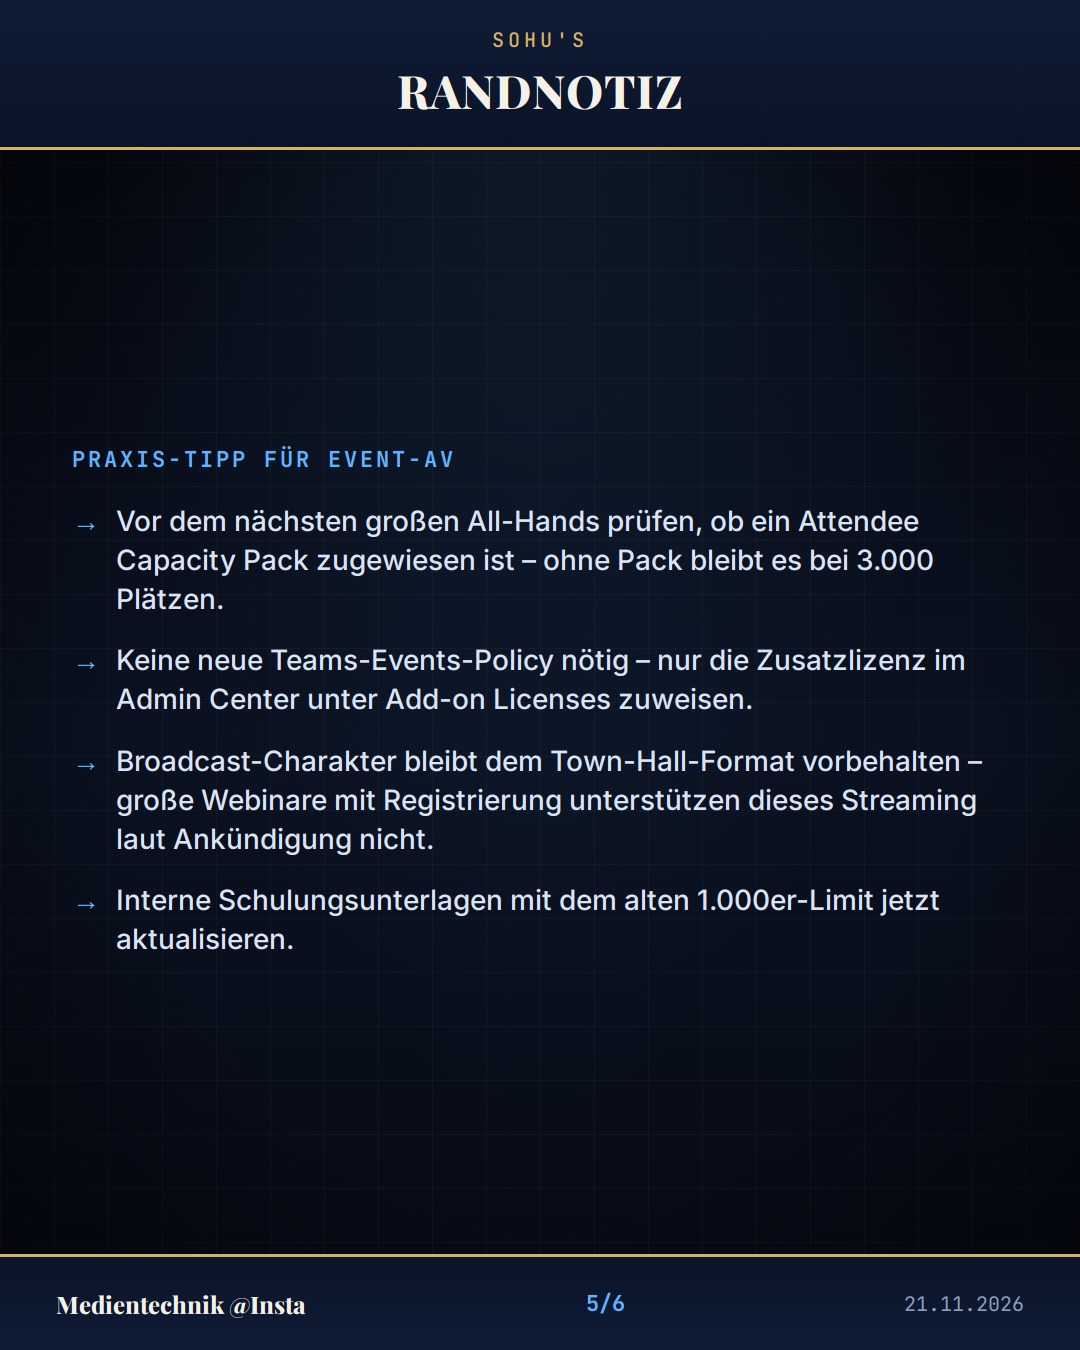 SOHU'S
RANDNOTIZ
PRAXIS-TIPP FÜR EVENT-AV
→ Vor dem nächsten großen All-Hands prüfen, ob ein Attendee
Capacity Pack zugewiesen ist – ohne Pack bleibt es bei 3.000
Plätzen.
→ Keine neue Teams-Events-Policy nötig – nur die Zusatzlizenz im
Admin Center unter Add-on Licenses zuweisen.
→ Broadcast-Charakter bleibt dem Town-Hall-Format vorbehalten –
große Webinare mit Registrierung unterstützen dieses Streaming
laut Ankündigung nicht.
→ Interne Schulungsunterlagen mit dem alten 1.000er-Limit jetzt
aktualisieren.
Medientechnik @Insta
5/6
21.11.2026